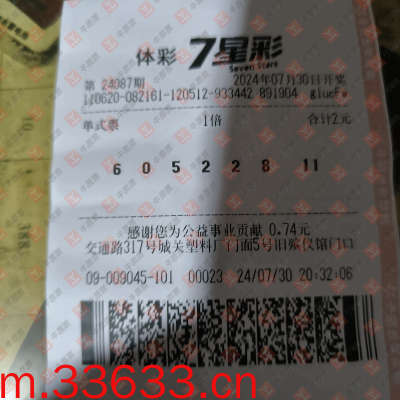 体彩 7星彩
Seven Stars
第 24087期 2024年07月30日开奖
110620-082161-120512-933442 891904
单式票 1倍 合计2元
6 0 5 2 2 8 11
感谢您为公益事业贡献 0.74元
交通路317号城关塑料厂门面5号旧殡仪馆门口
09-009045-101 00023 24/07/30 20:32:06
m.33633.cn